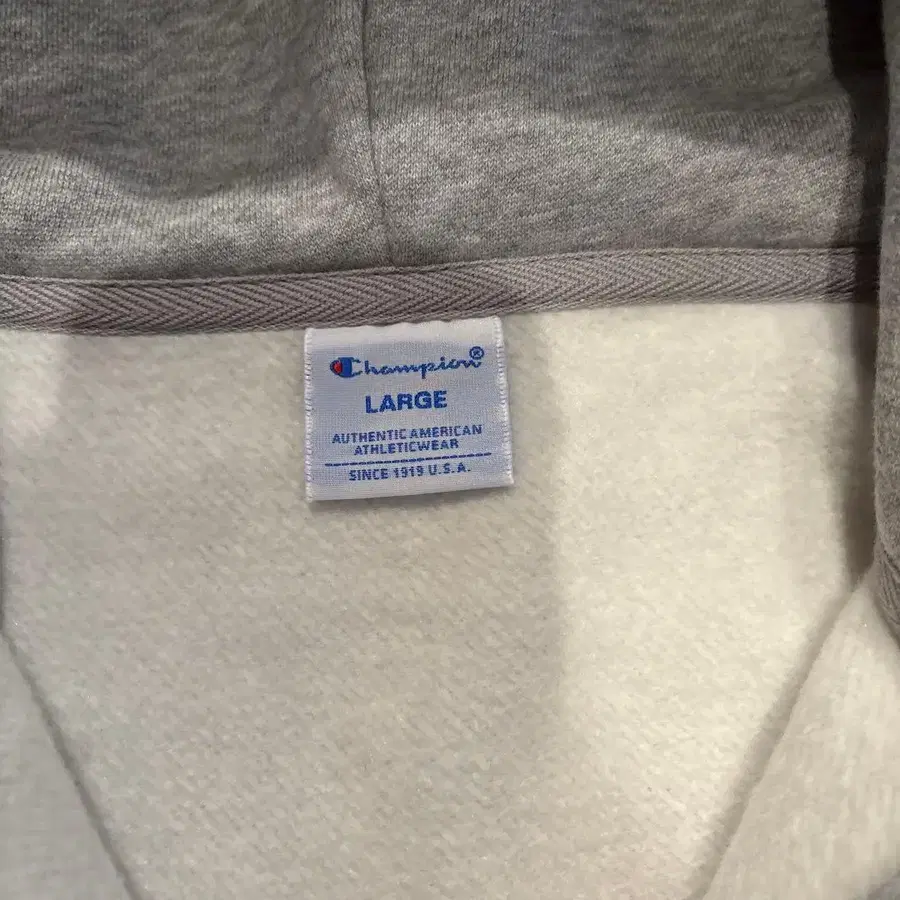 Champion®
LARGE
AUTHENTIC AMERICAN
ATHLETICWEAR
SINCE 1919 U.S.A.